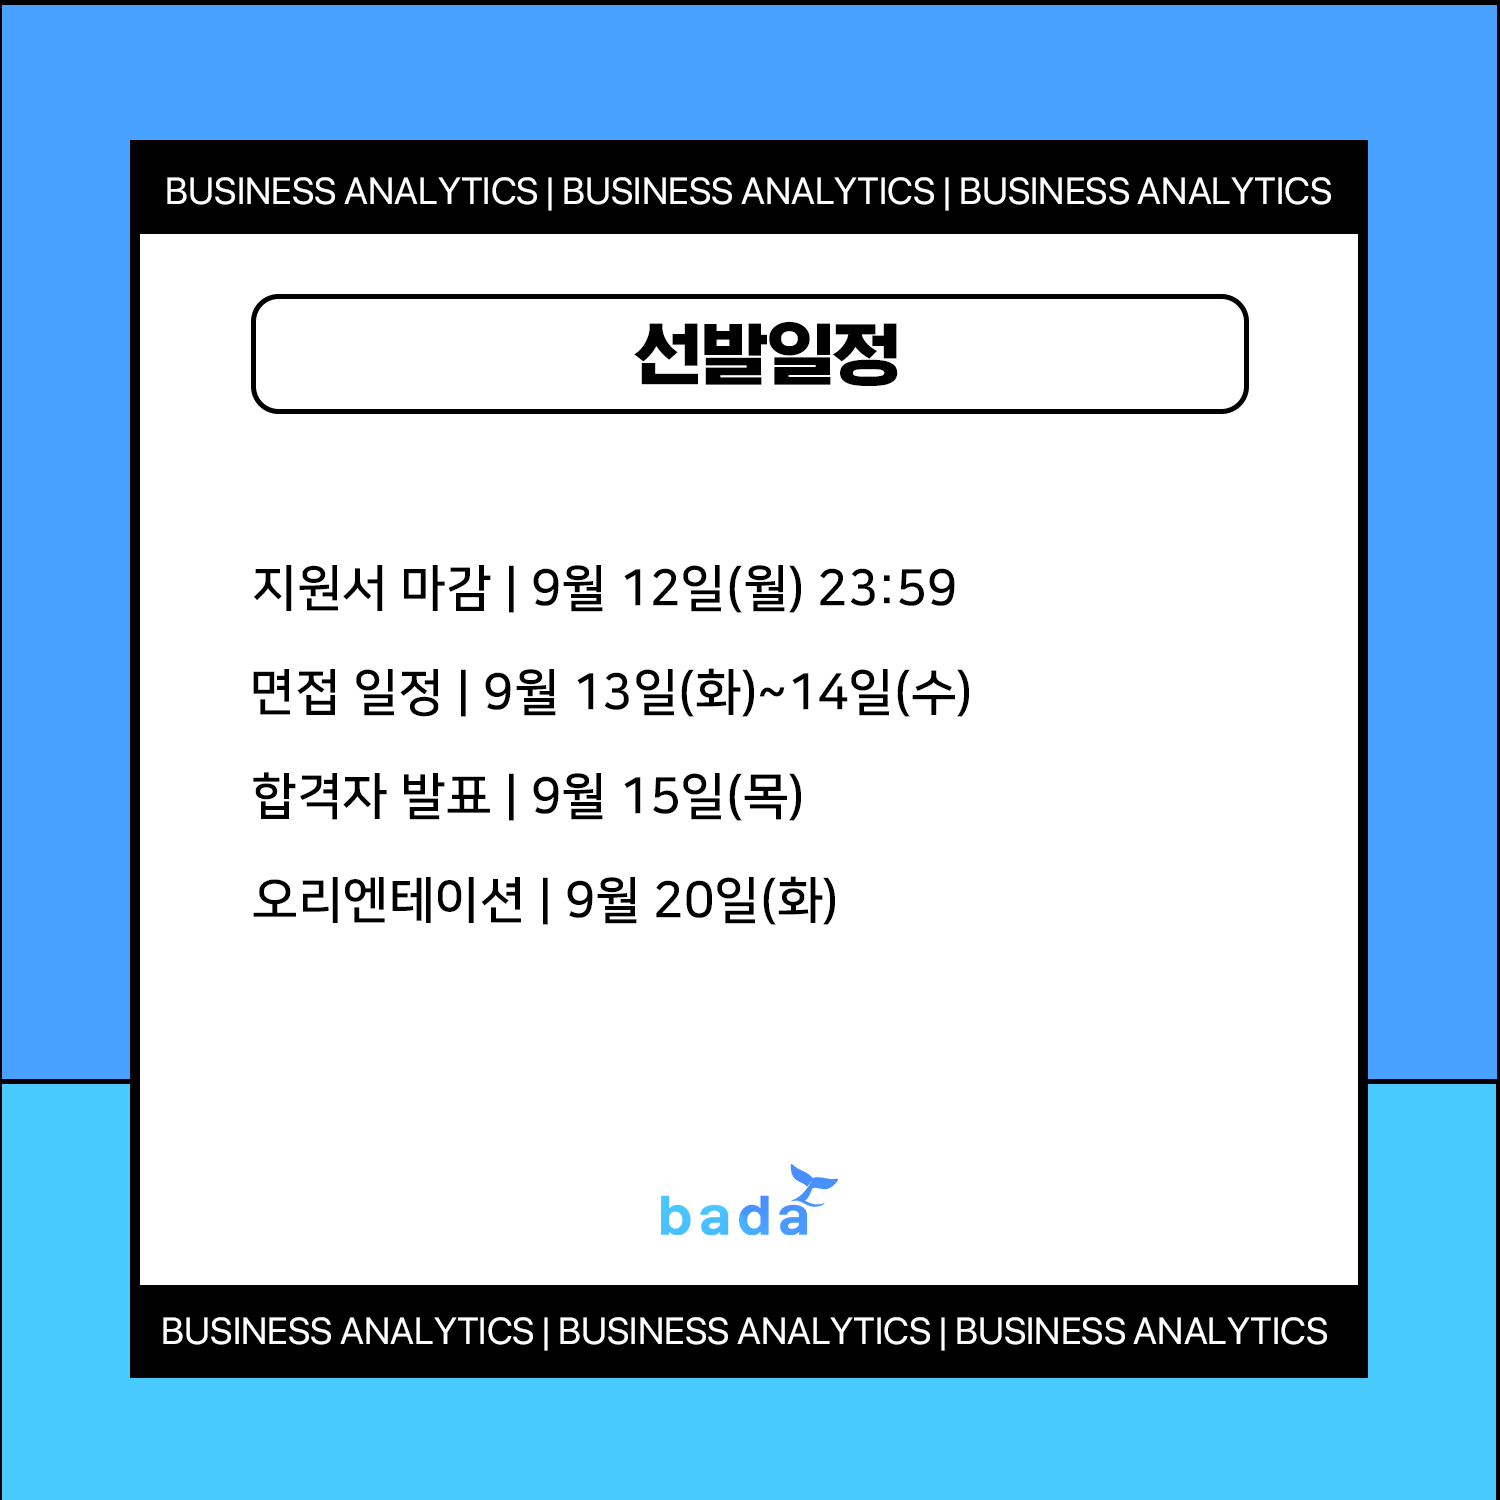 BUSINESS ANALYTICS | BUSINESS ANALYTICS | BUSINESS ANALYTICS
선발일정
지원서 마감 | 9월 12일(월) 23:59
면접 일정 | 9월 13일(화)~14일(수)
합격자 발표 | 9월 15일(목)
오리엔테이션 | 9월 20일(화)
bada
BUSINESS ANALYTICS | BUSINESS ANALYTICS | BUSINESS ANALYTICS